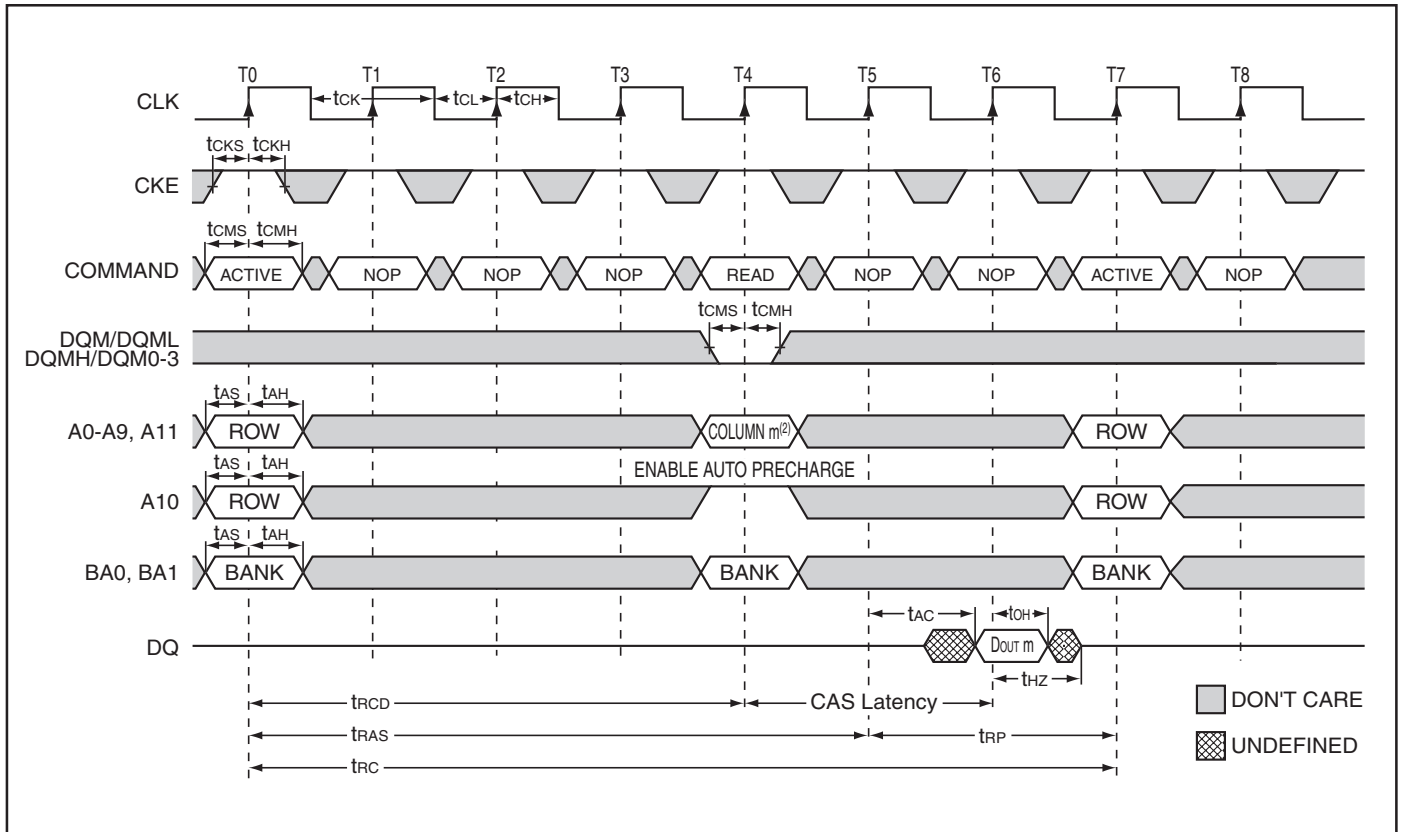 T0 T1 T2 T3 T4 T5 T6 T7 T8
CLK tCK tCL tCH
tCKS tCKH
CKE
tCMS tCMH
COMMAND ACTIVE NOP NOP NOP READ NOP NOP ACTIVE NOP
tCMS tCMH
DQM/DQML
DQMH/DQM0-3
tAS tAH
A0-A9, A11 ROW COLUMN m(2) ROW
tAS tAH ENABLE AUTO PRECHARGE
A10 ROW ROW
tAS tAH
BA0, BA1 BANK BANK BANK
tAC tOH
DQ DOUT m
tHZ
tRCD CAS Latency DON'T CARE
tRAS tRP UNDEFINED
tRC